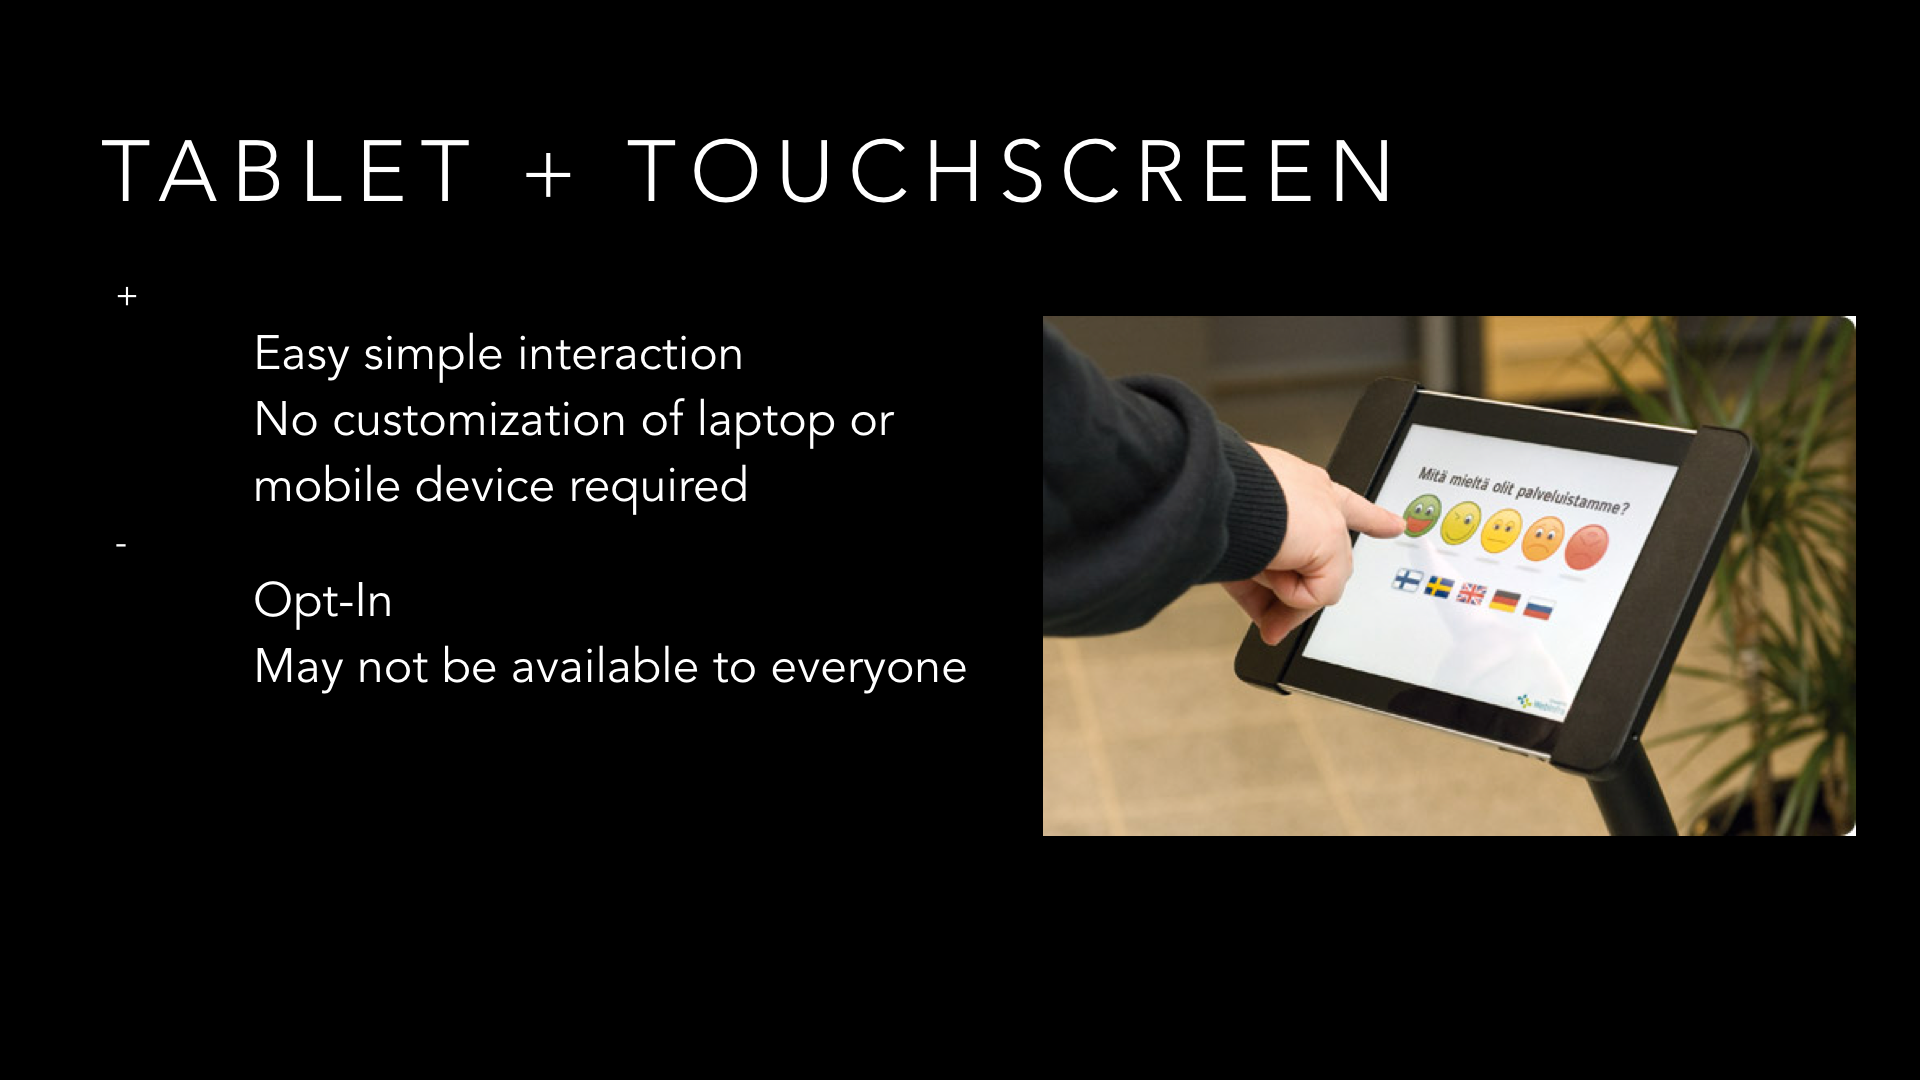 TABLET + TOUCHSCREEN
+
Easy simple interaction
No customization of laptop or
mobile device required
-
Opt-In
May not be available to everyone
Mitä mieltä olit palveluistamme?